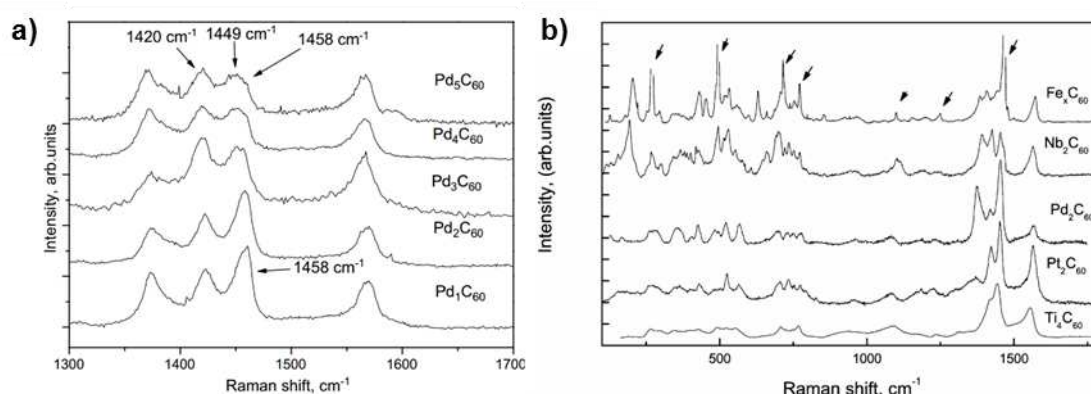 a)
1420 cm⁻¹
1449 cm⁻¹
1458 cm⁻¹
Pd₅C₆₀
Pd₄C₆₀
Pd₃C₆₀
Pd₂C₆₀
1458 cm⁻¹
Pd₁C₆₀
Intensity, arb.units
1300 1400 1500 1600 1700
Raman shift, cm⁻¹
b)
FeₓC₆₀
Nb₂C₆₀
Pd₂C₆₀
Pt₂C₆₀
Ti₄C₆₀
Intensity, (arb.units)
500 1000 1500
Raman shift, cm⁻¹